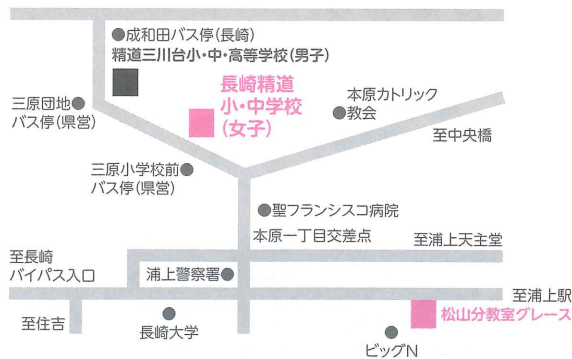 成和田バス停（長崎）
精道三川台小・中・高等学校（男子）
長崎精道
小・中学校
（女子）
三原団地
バス停（県営）
本原カトリック
教会
至中央橋
三原小学校前
バス停（県営）
聖フランシスコ病院
本原一丁目交差点
至浦上天主堂
至長崎
バイパス入口
浦上警察署
至浦上駅
松山分教室グレース
至住吉
長崎大学
ビッグN